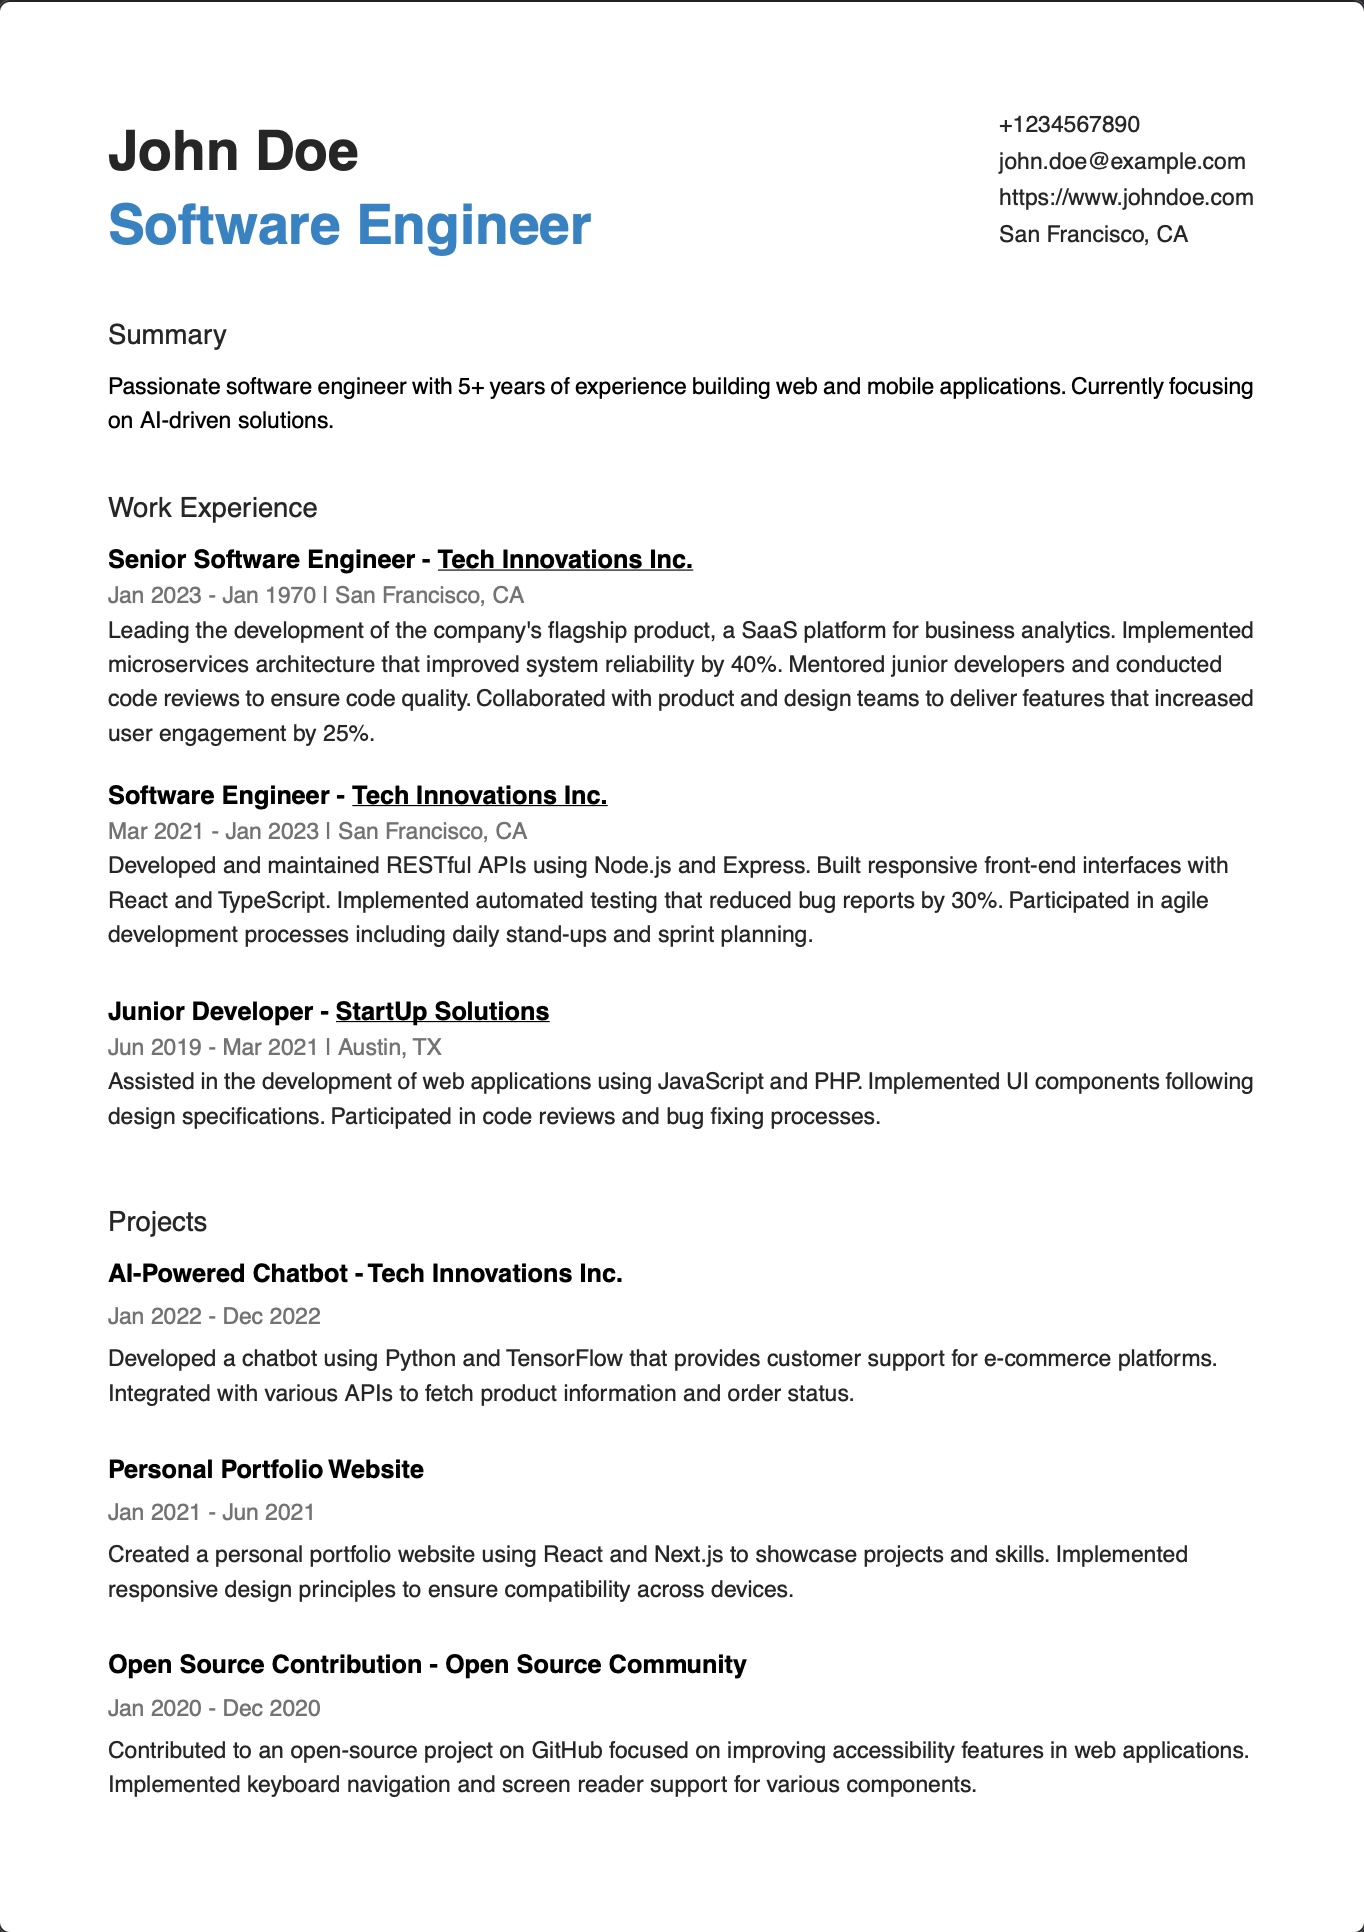 John Doe
Software Engineer
+1234567890
john.doe@example.com
https://www.johndoe.com
San Francisco, CA
Summary
Passionate software engineer with 5+ years of experience building web and mobile applications. Currently focusing
on AI-driven solutions.
Work Experience
Senior Software Engineer - Tech Innovations Inc.
Jan 2023 - Jan 1970 | San Francisco, CA
Leading the development of the company's flagship product, a SaaS platform for business analytics. Implemented
microservices architecture that improved system reliability by 40%. Mentored junior developers and conducted
code reviews to ensure code quality. Collaborated with product and design teams to deliver features that increased
user engagement by 25%.
Software Engineer - Tech Innovations Inc.
Mar 2021 - Jan 2023 | San Francisco, CA
Developed and maintained RESTful APIs using Node.js and Express. Built responsive front-end interfaces with
React and TypeScript. Implemented automated testing that reduced bug reports by 30%. Participated in agile
development processes including daily stand-ups and sprint planning.
Junior Developer - StartUp Solutions
Jun 2019 - Mar 2021 | Austin, TX
Assisted in the development of web applications using JavaScript and PHP. Implemented UI components following
design specifications. Participated in code reviews and bug fixing processes.
Projects
AI-Powered Chatbot - Tech Innovations Inc.
Jan 2022 - Dec 2022
Developed a chatbot using Python and TensorFlow that provides customer support for e-commerce platforms.
Integrated with various APIs to fetch product information and order status.
Personal Portfolio Website
Jan 2021 - Jun 2021
Created a personal portfolio website using React and Next.js to showcase projects and skills. Implemented
responsive design principles to ensure compatibility across devices.
Open Source Contribution - Open Source Community
Jan 2020 - Dec 2020
Contributed to an open-source project on GitHub focused on improving accessibility features in web applications.
Implemented keyboard navigation and screen reader support for various components.